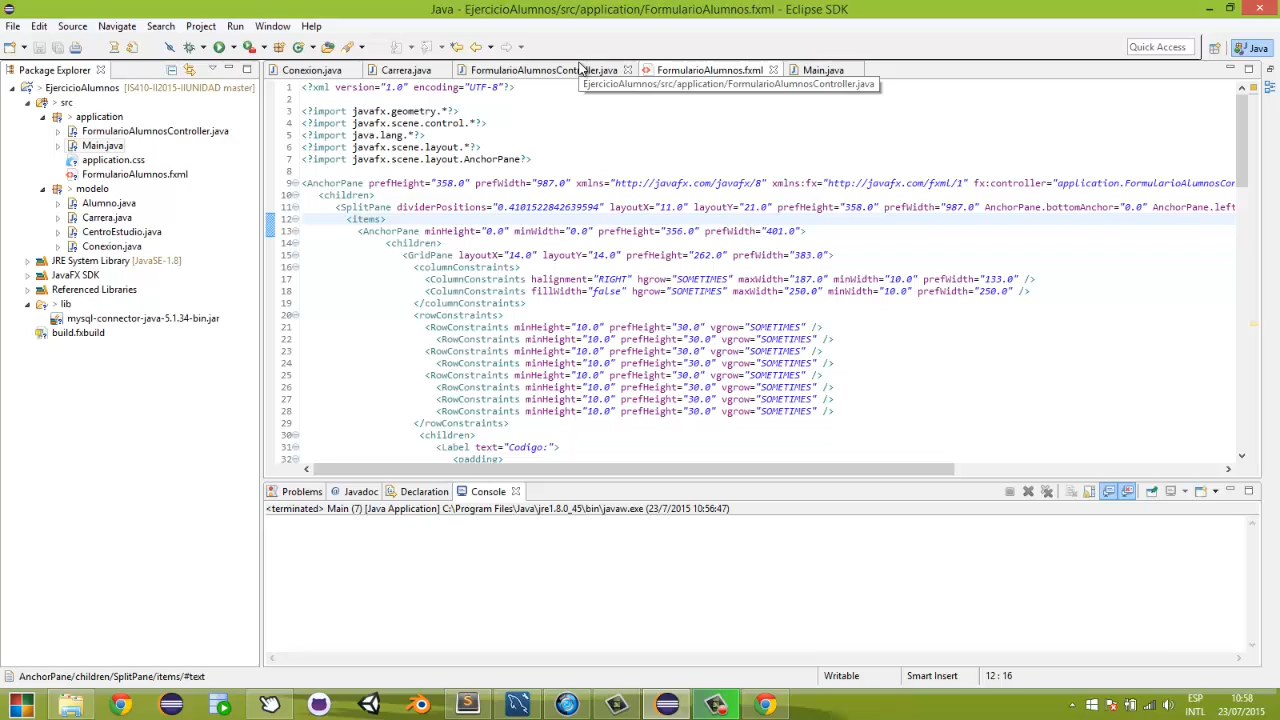 Java - EjercicioAlumnos/src/application/FormularioAlumnos.fxml - Eclipse SDK
File Edit Source Navigate Search Project Run Window Help
Quick Access
Java
Package Explorer
Conexion.java Carrera.java FormularioAlumnosController.java FormularioAlumnos.fxml Main.java
EjercicioAlumnos/src/application/FormularioAlumnosController.java
EjercicioAlumnos [IS410-II2015-IIUNIDAD master]
> src
> application
FormularioAlumnosController.java
Main.java
application.css
FormularioAlumnos.fxml
> modelo
Alumno.java
Carrera.java
CentroEstudio.java
Conexion.java
JRE System Library [JavaSE-1.8]
JavaFX SDK
Referenced Libraries
> lib
mysql-connector-java-5.1.34-bin.jar
build.fxbuild
1 <?xml version="1.0" encoding="UTF-8"?>
2
3 <?import javafx.geometry.*?>
4 <?import javafx.scene.control.*?>
5 <?import java.lang.*?>
6 <?import javafx.scene.layout.*?>
7 <?import javafx.scene.layout.AnchorPane?>
8
9 <AnchorPane prefHeight="358.0" prefWidth="987.0" xmlns="http://javafx.com/javafx/8" xmlns:fx="http://javafx.com/fxml/1" fx:controller="application.FormularioAlumnosCor
10 <children>
11 <SplitPane dividerPositions="0.4101522842639594" layoutX="11.0" layoutY="21.0" prefHeight="358.0" prefWidth="987.0" AnchorPane.bottomAnchor="0.0" AnchorPane.left
12 <items>
13 <AnchorPane minHeight="0.0" minWidth="0.0" prefHeight="356.0" prefWidth="401.0">
14 <children>
15 <GridPane layoutX="14.0" layoutY="14.0" prefHeight="262.0" prefWidth="383.0">
16 <columnConstraints>
17 <ColumnConstraints halignment="RIGHT" hgrow="SOMETIMES" maxWidth="187.0" minWidth="10.0" prefWidth="133.0" />
18 <ColumnConstraints fillWidth="false" hgrow="SOMETIMES" maxWidth="250.0" minWidth="10.0" prefWidth="250.0" />
19 </columnConstraints>
20 <rowConstraints>
21 <RowConstraints minHeight="10.0" prefHeight="30.0" vgrow="SOMETIMES" />
22 <RowConstraints minHeight="10.0" prefHeight="30.0" vgrow="SOMETIMES" />
23 <RowConstraints minHeight="10.0" prefHeight="30.0" vgrow="SOMETIMES" />
24 <RowConstraints minHeight="10.0" prefHeight="30.0" vgrow="SOMETIMES" />
25 <RowConstraints minHeight="10.0" prefHeight="30.0" vgrow="SOMETIMES" />
26 <RowConstraints minHeight="10.0" prefHeight="30.0" vgrow="SOMETIMES" />
27 <RowConstraints minHeight="10.0" prefHeight="30.0" vgrow="SOMETIMES" />
28 <RowConstraints minHeight="10.0" prefHeight="30.0" vgrow="SOMETIMES" />
29 </rowConstraints>
30 <children>
31 <Label text="Codigo:">
32 <padding>
Problems Javadoc Declaration Console
<terminated> Main (7) [Java Application] C:\Program Files\Java\jre1.8.0_45\bin\javaw.exe (23/7/2015 10:56:47)
AnchorPane/children/SplitPane/items/#text
Writable Smart Insert 12 : 16
ESP 10:58
INTL 23/07/2015